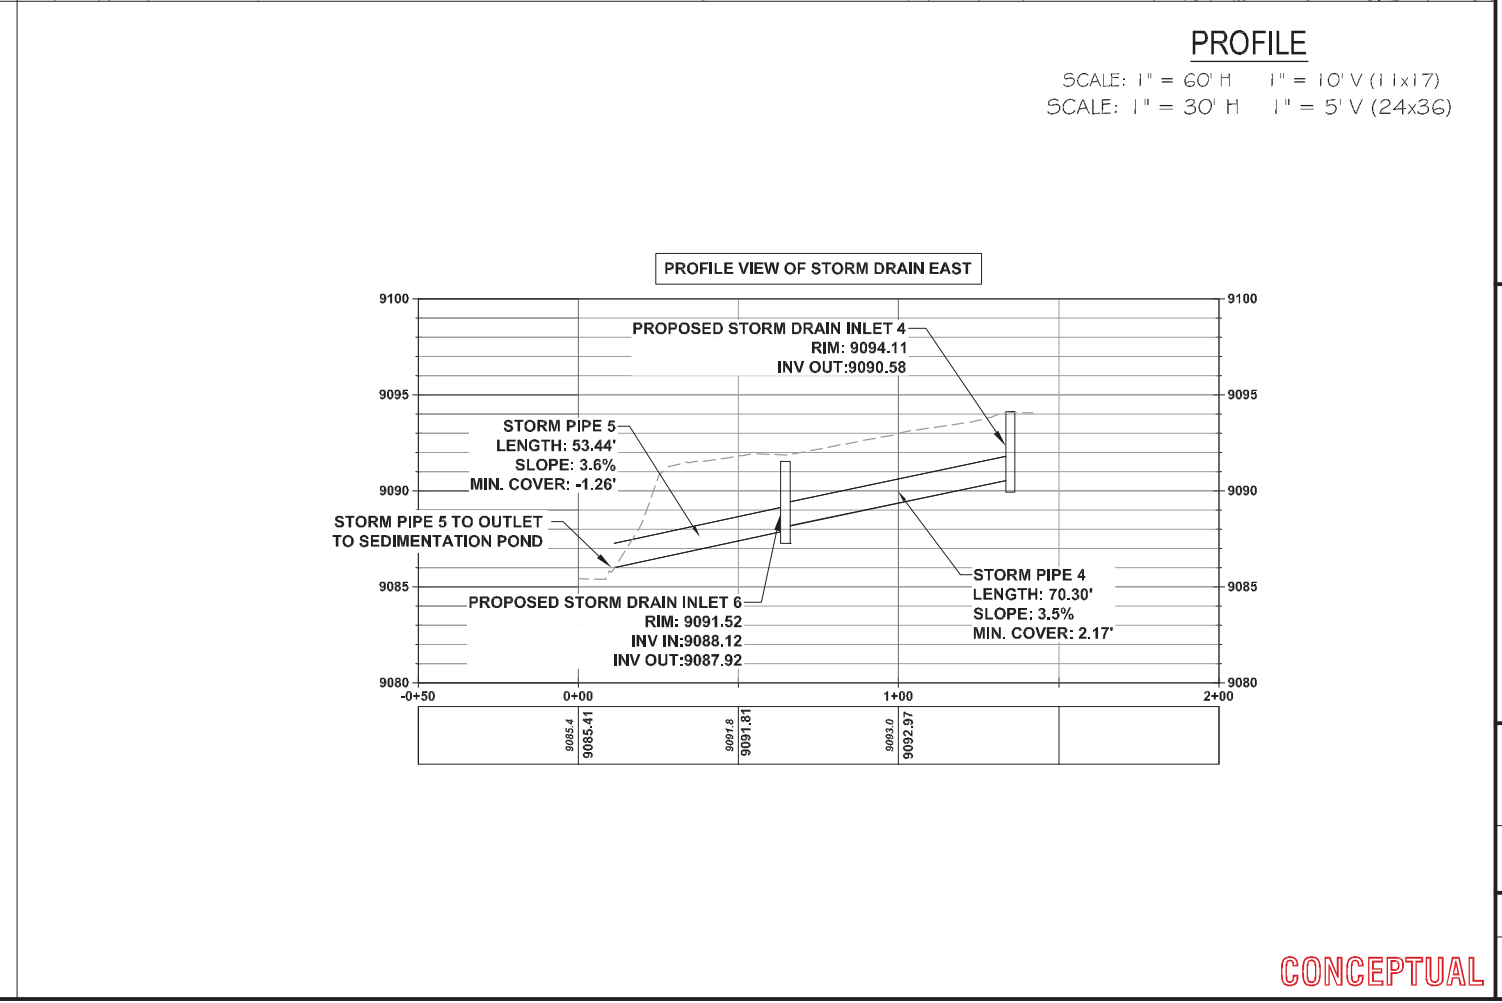 PROFILE
SCALE: 1" = 60' H 1" = 10' V (11x17)
SCALE: 1" = 30' H 1" = 5' V (24x36)
PROFILE VIEW OF STORM DRAIN EAST
9100
9100
PROPOSED STORM DRAIN INLET 4
RIM: 9094.11
INV OUT:9090.58
9095
9095
STORM PIPE 5
LENGTH: 53.44'
SLOPE: 3.6%
MIN. COVER: -1.26'
9090
9090
STORM PIPE 5 TO OUTLET
TO SEDIMENTATION POND
9085
9085
STORM PIPE 4
LENGTH: 70.30'
SLOPE: 3.5%
MIN. COVER: 2.17'
PROPOSED STORM DRAIN INLET 6
RIM: 9091.52
INV IN:9088.12
INV OUT:9087.92
9080
9080
-0+50
0+00
1+00
2+00
9085.4
9085.41
9091.8
9091.81
9093.0
9092.97
CONCEPTUAL